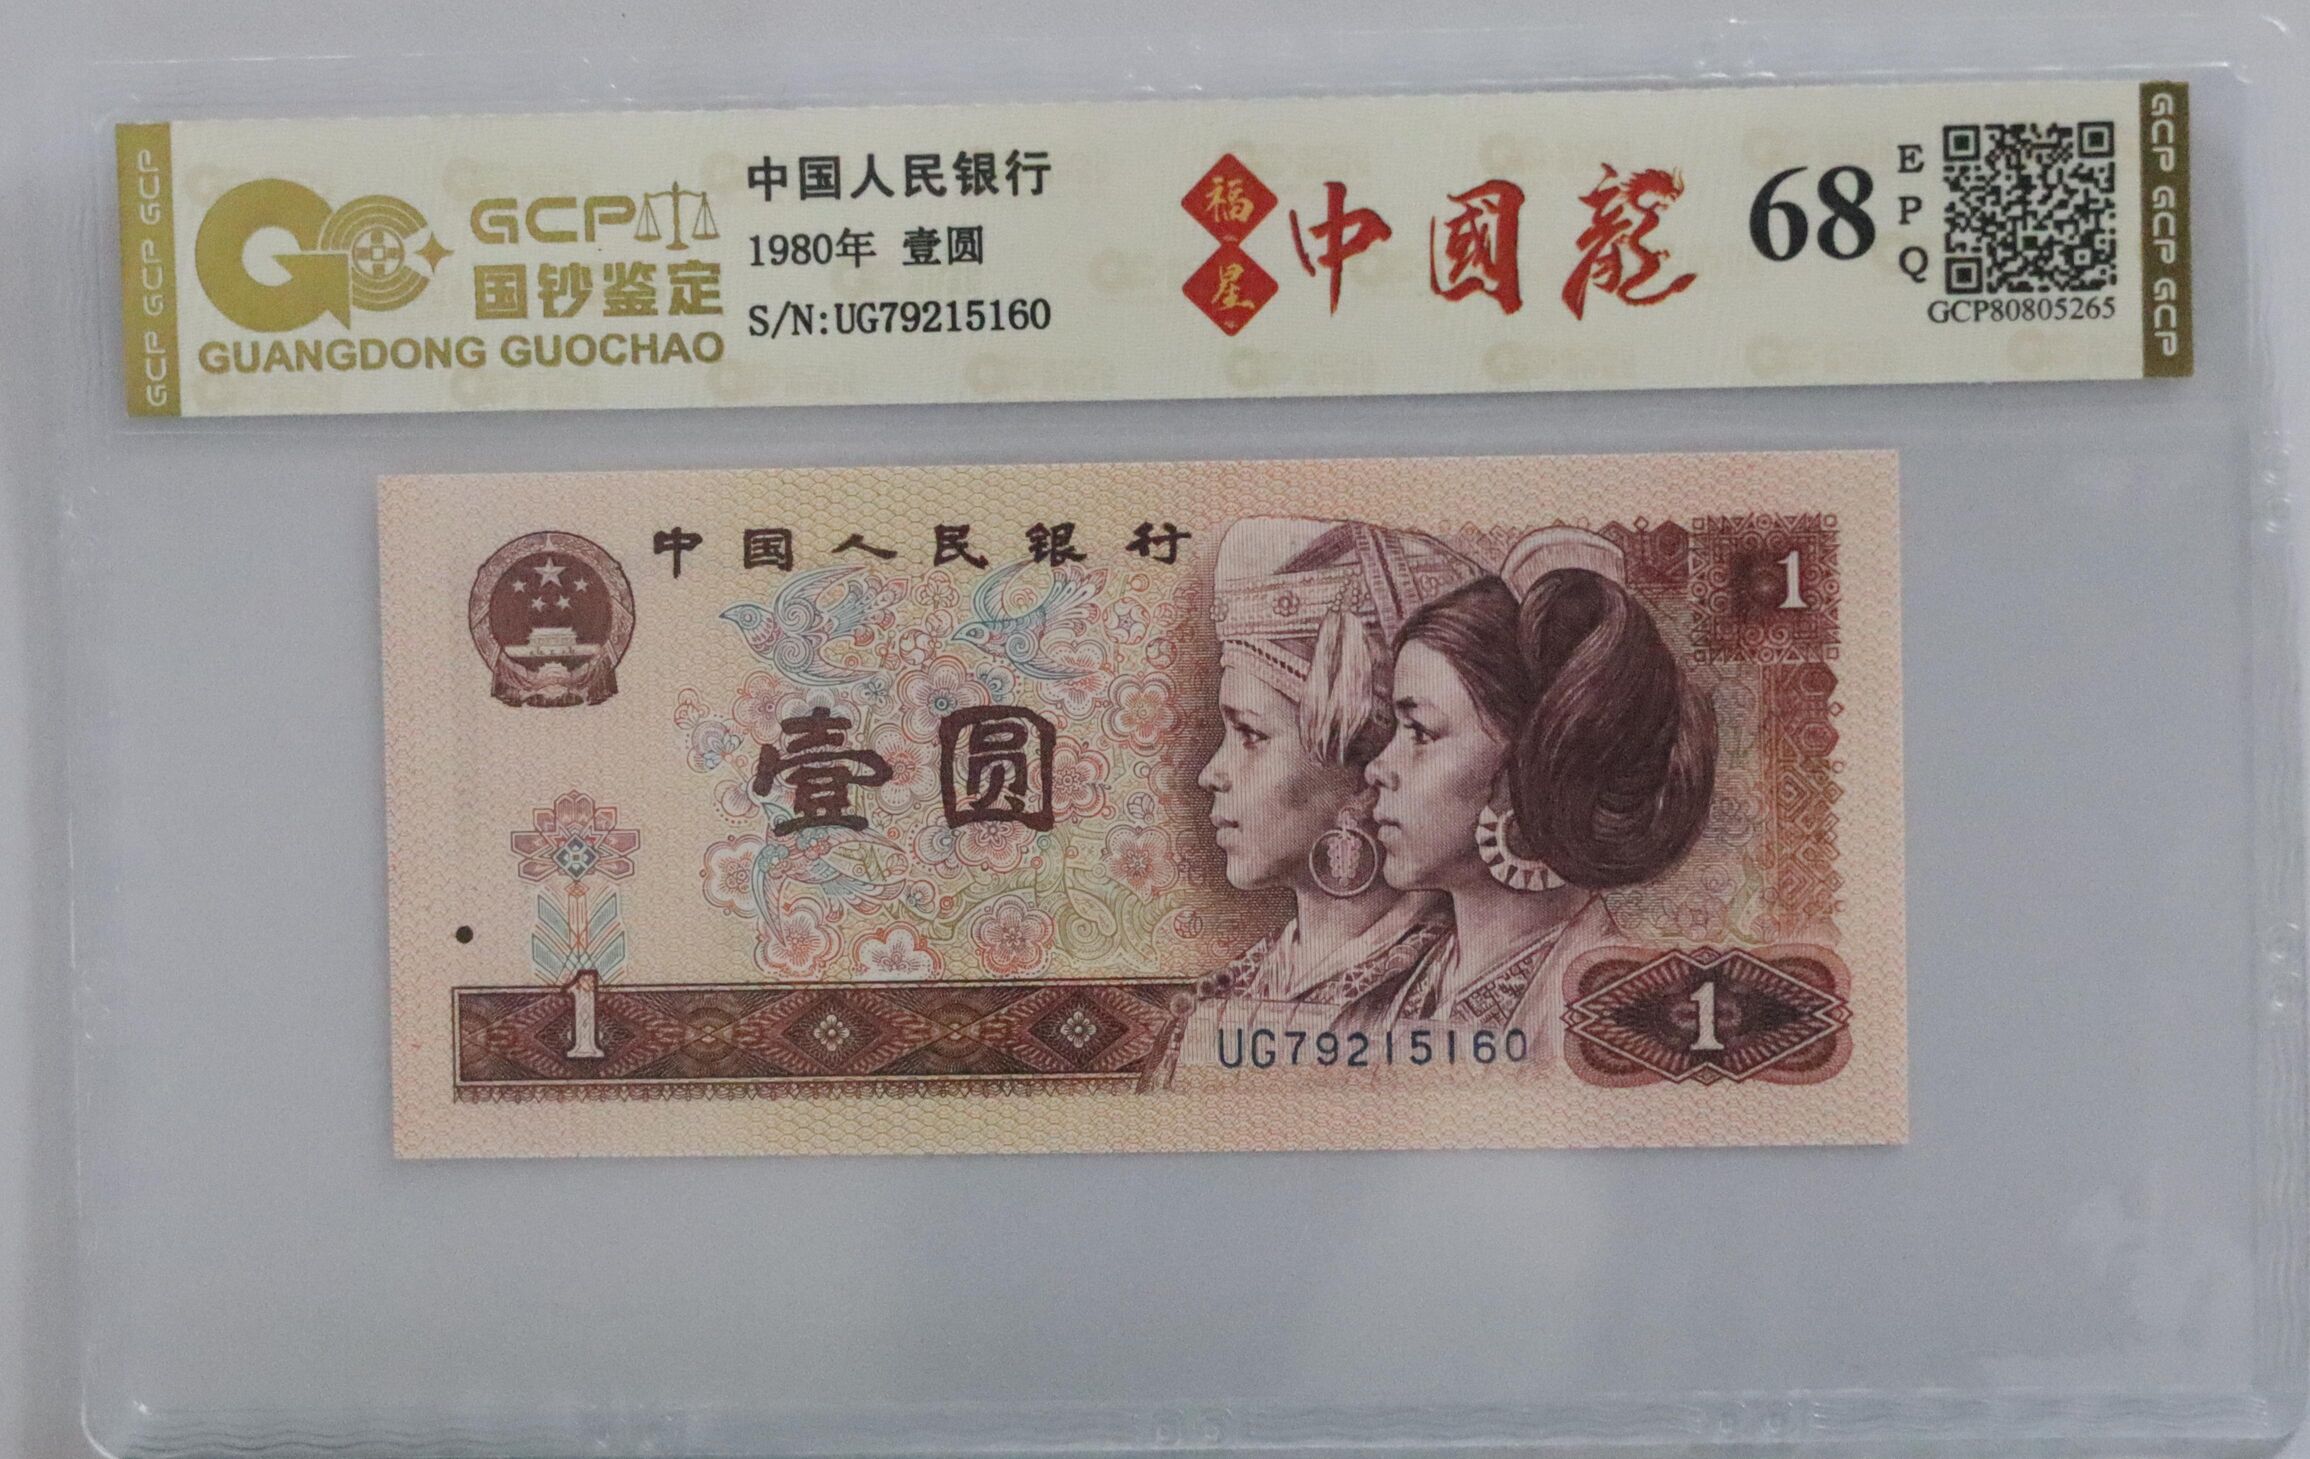 GCP GCP GCP
GCP
国钞鉴定
GUANGDONG GUOCHAO
中国人民银行
1980年 壹圆
S/N:UG79215160
福星
中國龍
68
EPQ
GCP80805265
GCP GCP GCP
中国人民银行
1
壹圆
1
UG79215160
1